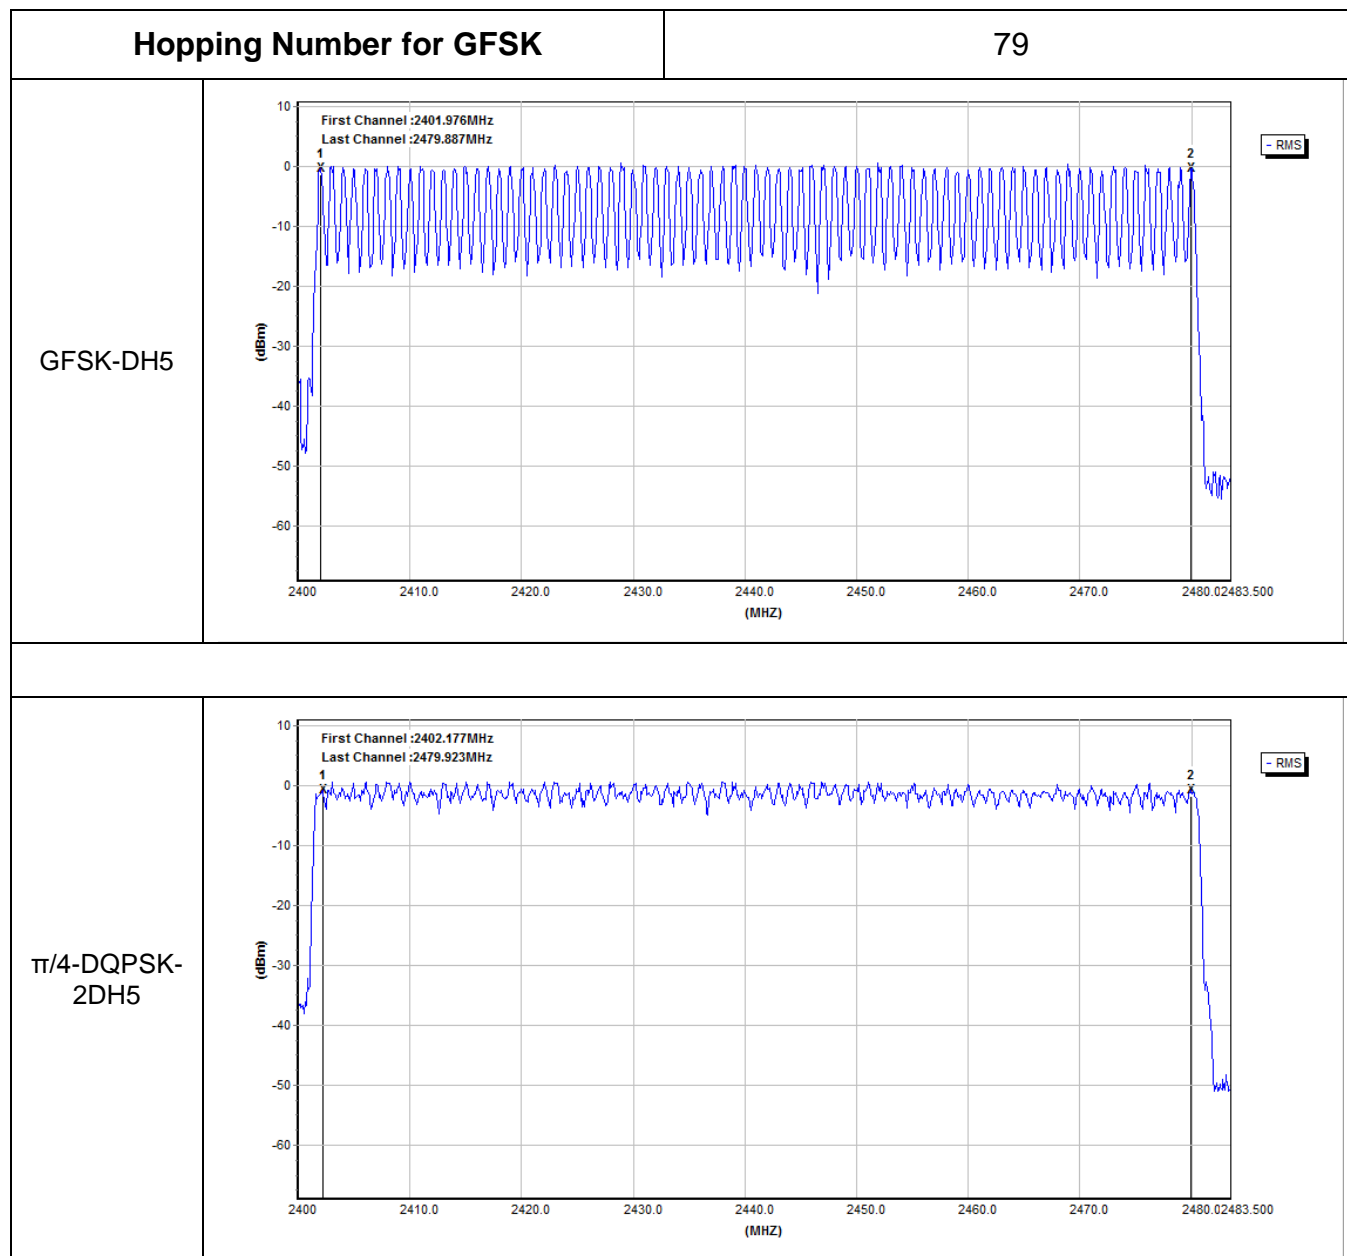 Hopping Number for GFSK
79
GFSK-DH5
First Channel :2401.976MHz
Last Channel :2479.887MHz
1
2
- RMS
10
0
-10
-20
-30
-40
-50
-60
(dBm)
2400 2410.0 2420.0 2430.0 2440.0 2450.0 2460.0 2470.0 2480.02483.500
(MHZ)
π/4-DQPSK-
2DH5
First Channel :2402.177MHz
Last Channel :2479.923MHz
1
2
- RMS
10
0
-10
-20
-30
-40
-50
-60
(dBm)
2400 2410.0 2420.0 2430.0 2440.0 2450.0 2460.0 2470.0 2480.02483.500
(MHZ)